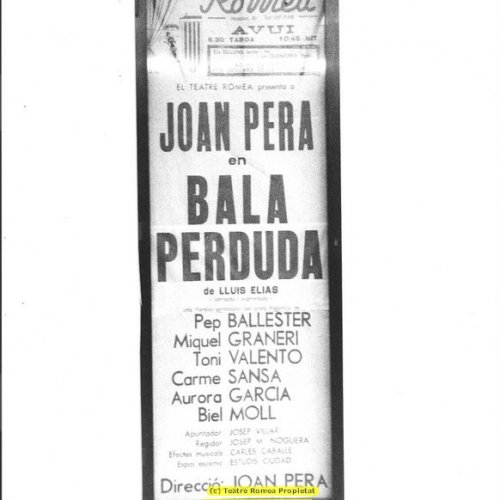 Romea
AVUI
6.30 TARDA 10.45 NIT
EL TEATRE ROMEA, presenta a
JOAN PERA
en
BALA
PERDUDA
de LLUIS ELIAS
Pep BALLESTER
Miquel GRANERI
Toni VALENTO
Carme SANSA
Aurora GARCIA
Biel MOLL
Apuntador JOSEP VILAR
Regidor JOSEP M. NOGUERA
Efectes musicals CARLES CABALLE
Espai escenic ESTUDIS CIUDAD
Direcció: JOAN PERA
(c) Teatre Romea Propietat